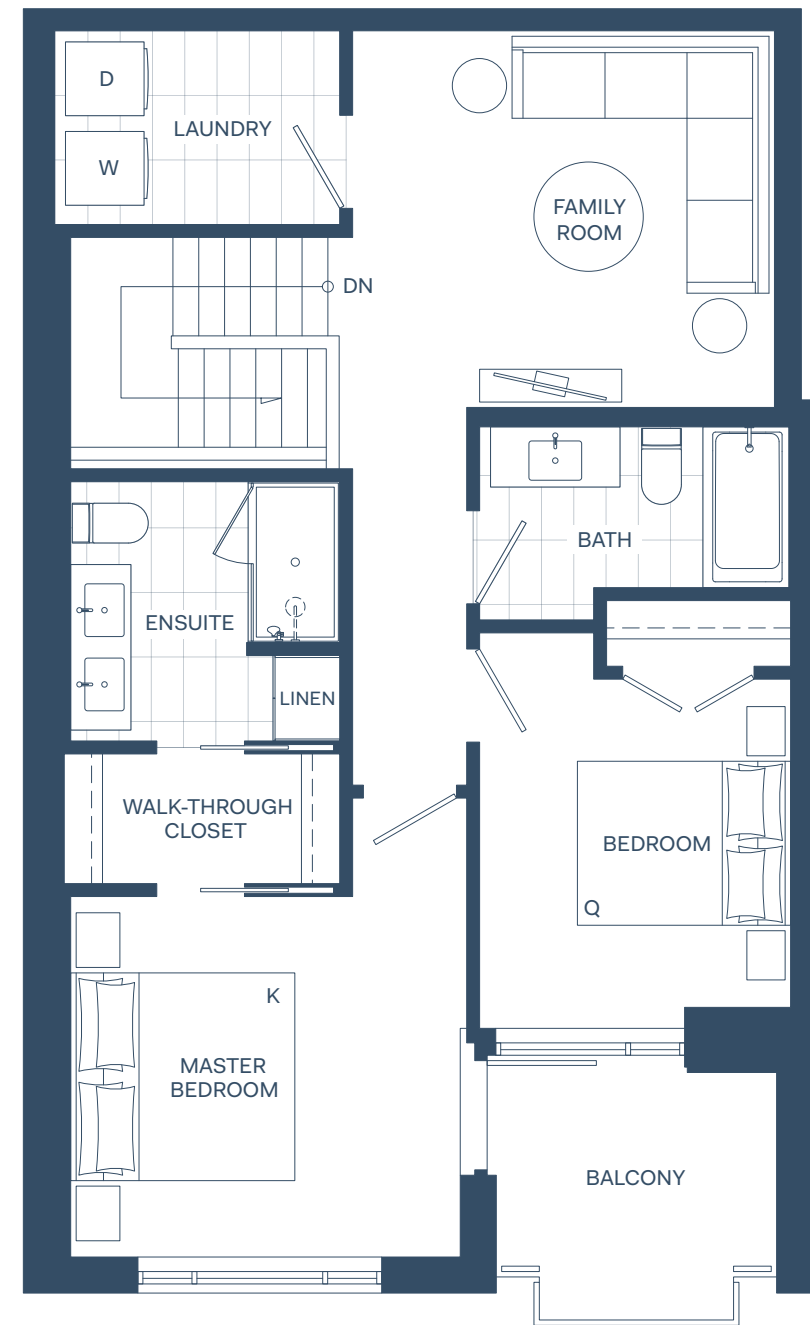 D
LAUNDRY
W
FAMILY
ROOM
DN
BATH
ENSUITE
LINEN
WALK-THROUGH
CLOSET
BEDROOM
Q
K
MASTER
BEDROOM
BALCONY